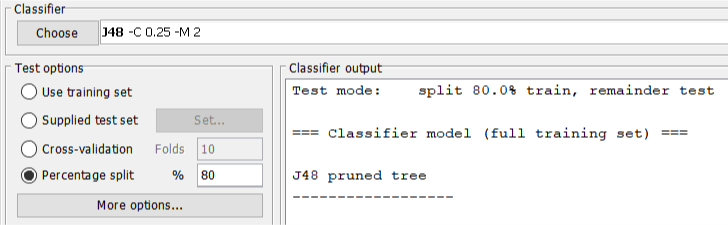 Classifier
Choose J48 -C 0.25 -M 2
Test options
Use training set
Supplied test set Set...
Cross-validation Folds 10
Percentage split % 80
More options...
Classifier output
Test mode: split 80.0% train, remainder test
=== Classifier model (full training set) ===
J48 pruned tree
------------------